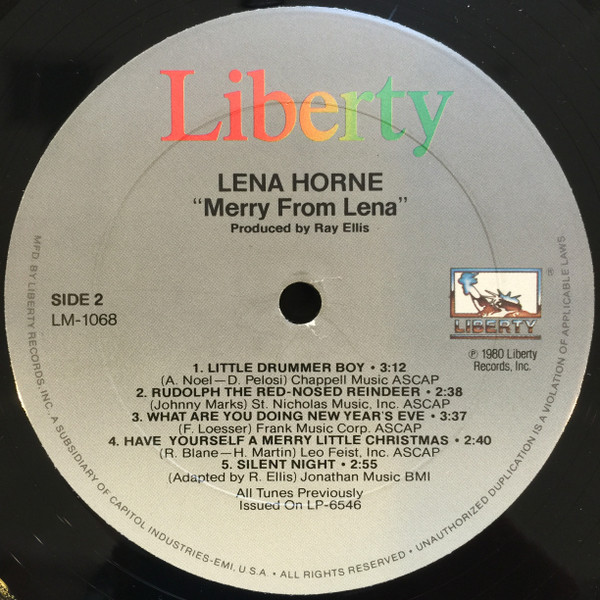 Liberty
LENA HORNE
“Merry From Lena”
Produced by Ray Ellis
SIDE 2
LM-1068
LIBERTY
®
℗ 1980 Liberty
Records, Inc.
1. LITTLE DRUMMER BOY • 3:12
(A. Noel—D. Pelosi) Chappell Music ASCAP
2. RUDOLPH THE RED-NOSED REINDEER • 2:38
(Johnny Marks) St. Nicholas Music, Inc. ASCAP
3. WHAT ARE YOU DOING NEW YEAR'S EVE • 3:37
(F. Loesser) Frank Music Corp. ASCAP
4. HAVE YOURSELF A MERRY LITTLE CHRISTMAS • 2:40
(R. Blane—H. Martin) Leo Feist, Inc. ASCAP
5. SILENT NIGHT • 2:55
(Adapted by R. Ellis) Jonathan Music BMI
All Tunes Previously
Issued On LP-6546
MFD. BY LIBERTY RECORDS, INC., A SUBSIDIARY OF CAPITOL INDUSTRIES-EMI, U.S.A. • ALL RIGHTS RESERVED • UNAUTHORIZED DUPLICATION IS A VIOLATION OF APPLICABLE LAWS